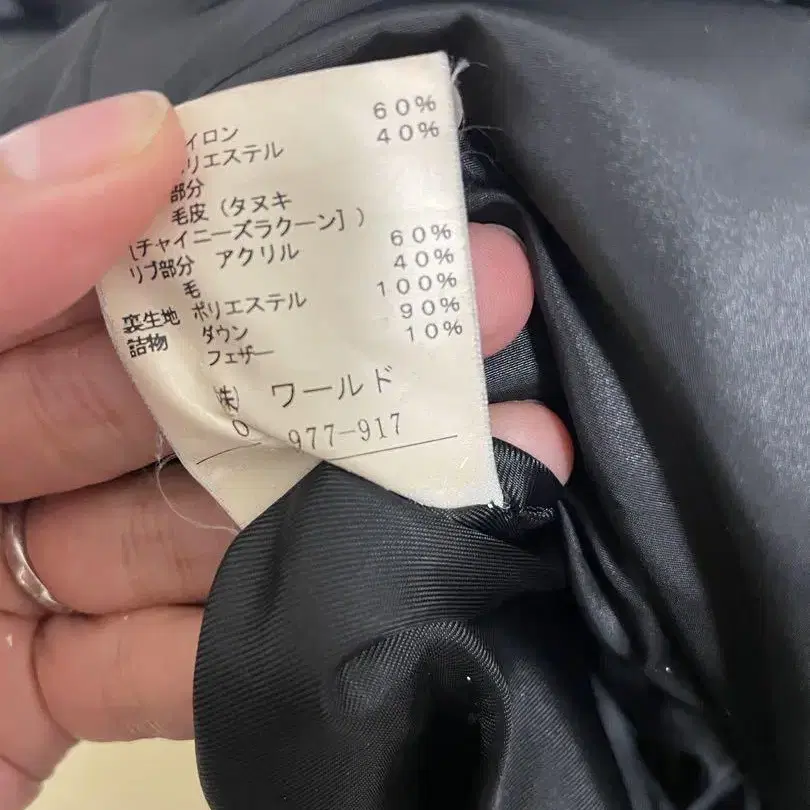 イロン 60%
リエステル 40%
部分
毛皮(タヌキ
[チャイニーズラクーン])
リブ部分 アクリル 60%
毛 40%
裏生地 ポリエステル 100%
詰物 ダウン 90%
フェザー 10%
㈱ ワールド
0 977-917